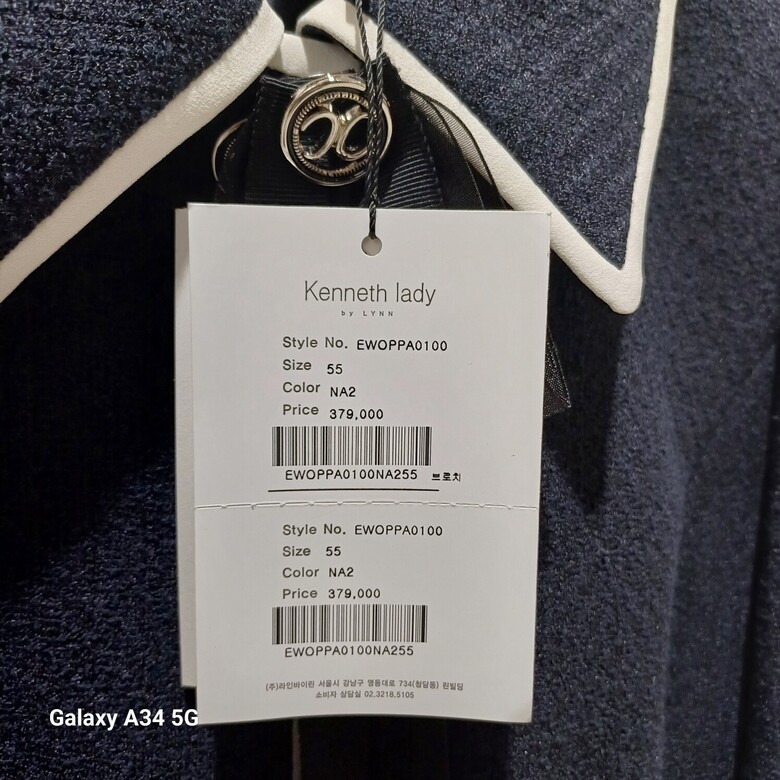 Kenneth lady
by LYNN
Style No. EWOPPA0100
Size 55
Color NA2
Price 379,000
EWOPPA0100NA255 브로치
Style No. EWOPPA0100
Size 55
Color NA2
Price 379,000
EWOPPA0100NA255
(주)라인바이린 서울시 강남구 영동대로 734(청담동) 린빌딩
소비자 상담실 02.3218.5105
Galaxy A34 5G